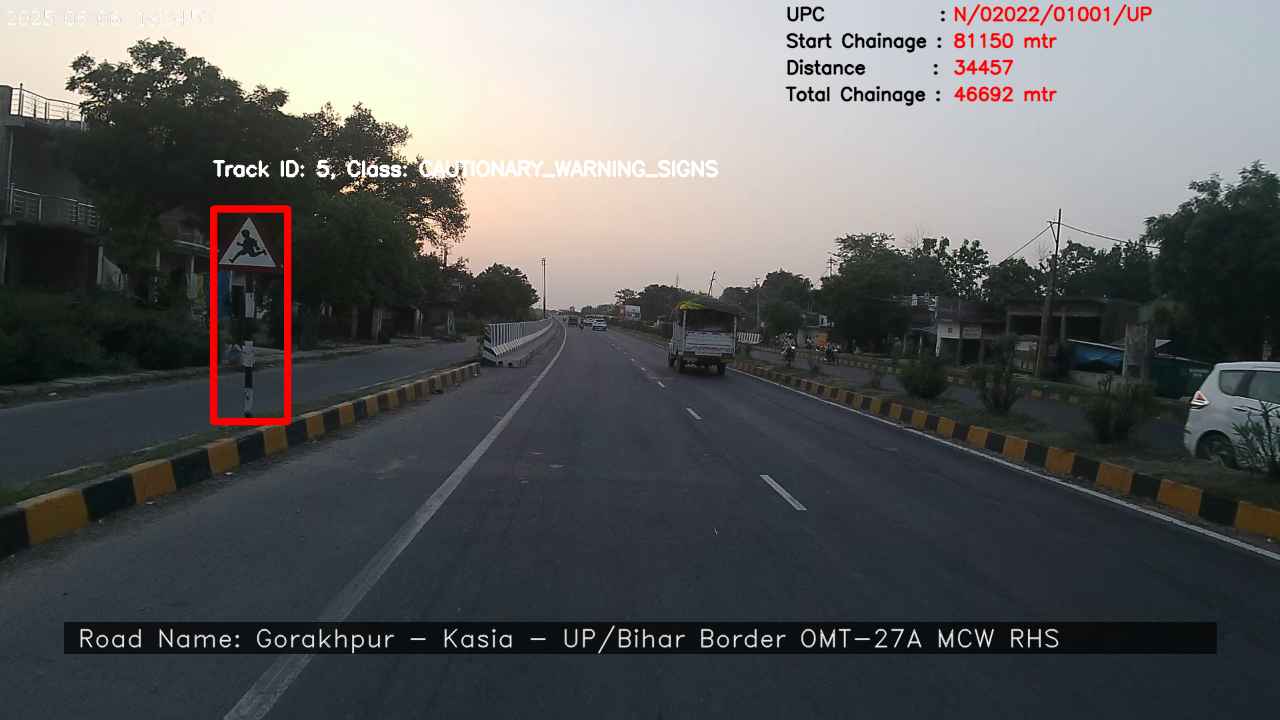 UPC : N/02022/01001/UP
Start Chainage : 81150 mtr
Distance : 34457
Total Chainage : 46692 mtr
Track ID: 5, Class: CAUTIONARY_WARNING_SIGNS
Road Name: Gorakhpur - Kasia - UP/Bihar Border OMT-27A MCW RHS